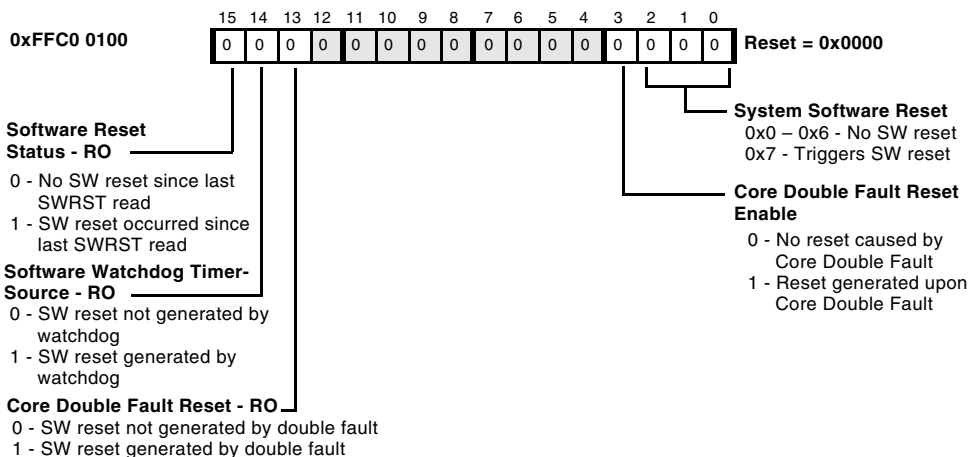 15 14 13 12 11 10 9 8 7 6 5 4 3 2 1 0
0xFFC0 0100
0 0 0 0 0 0 0 0 0 0 0 0 0 0 0 0
Reset = 0x0000
System Software Reset
0x0 – 0x6 - No SW reset
0x7 - Triggers SW reset
Software Reset
Status - RO
0 - No SW reset since last
SWRST read
1 - SW reset occurred since
last SWRST read
Core Double Fault Reset
Enable
0 - No reset caused by
Core Double Fault
1 - Reset generated upon
Core Double Fault
Software Watchdog Timer-
Source - RO
0 - SW reset not generated by
watchdog
1 - SW reset generated by
watchdog
Core Double Fault Reset - RO
0 - SW reset not generated by double fault
1 - SW reset generated by double fault